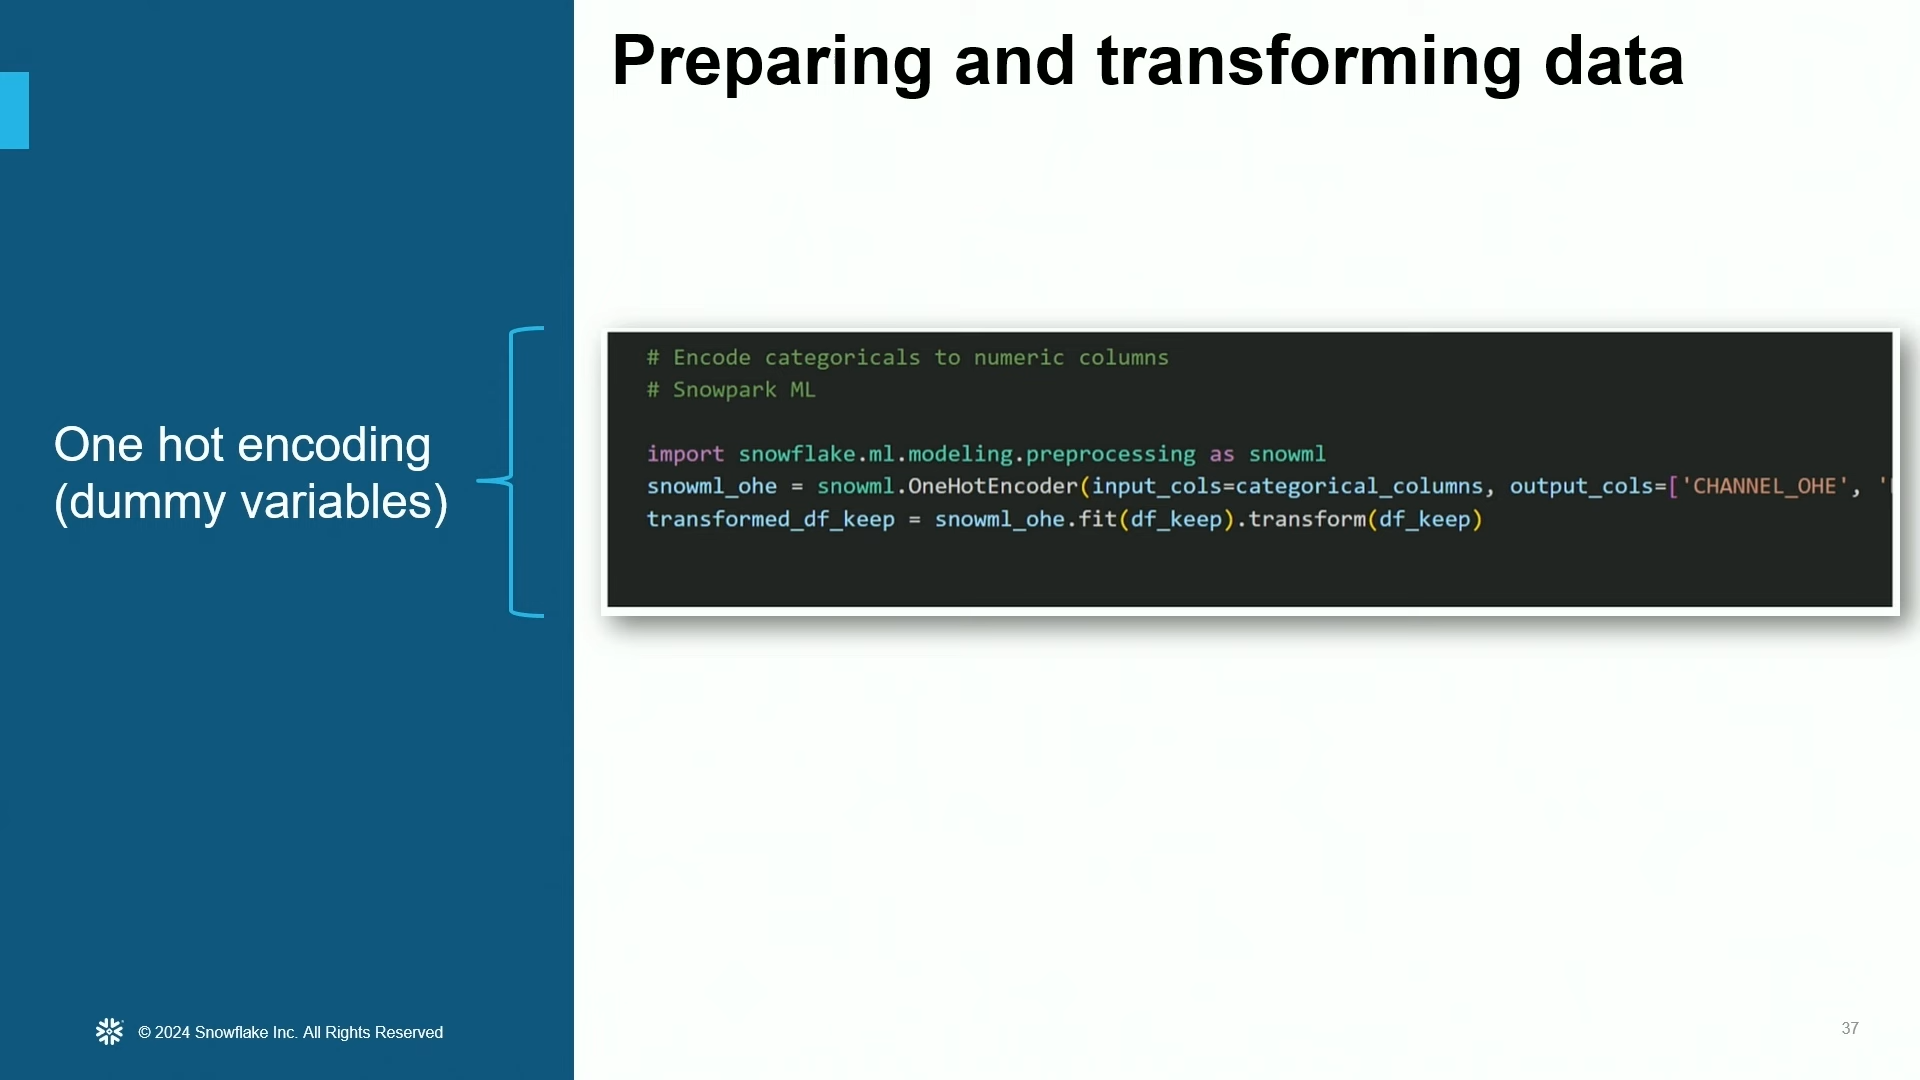 Preparing and transforming data
One hot encoding
(dummy variables)
# Encode categoricals to numeric columns
# Snowpark ML
import snowflake.ml.modeling.preprocessing as snowml
snowml_ohe = snowml.OneHotEncoder(input_cols=categorical_columns, output_cols=['CHANNEL_OHE', '
transformed_df_keep = snowml_ohe.fit(df_keep).transform(df_keep)
© 2024 Snowflake Inc. All Rights Reserved
37